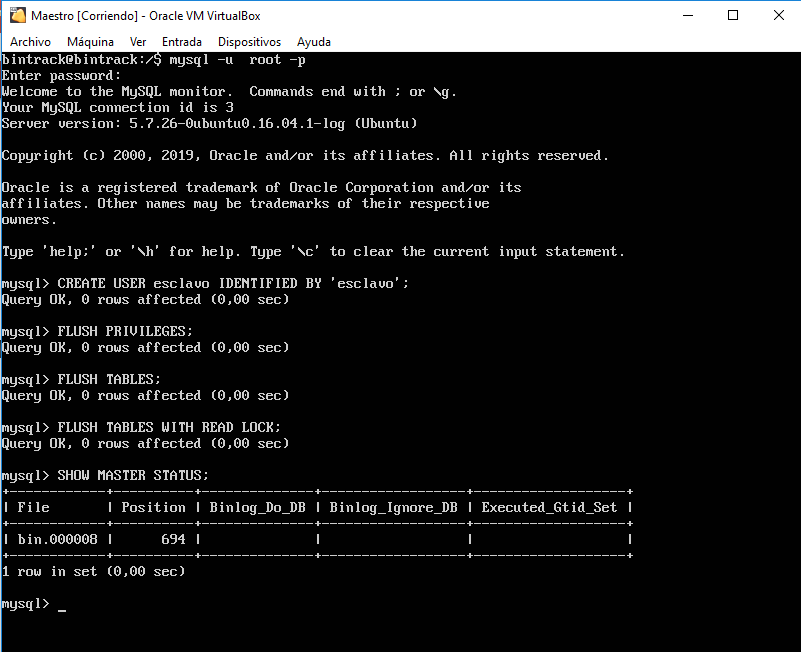 Maestro [Corriendo] - Oracle VM VirtualBox
Archivo Máquina Ver Entrada Dispositivos Ayuda
bintrack@bintrack:/$ mysql -u  root -p
Enter password:
Welcome to the MySQL monitor.  Commands end with ; or \g.
Your MySQL connection id is 3
Server version: 5.7.26-0ubuntu0.16.04.1-log (Ubuntu)
Copyright (c) 2000, 2019, Oracle and/or its affiliates. All rights reserved.
Oracle is a registered trademark of Oracle Corporation and/or its
affiliates. Other names may be trademarks of their respective
owners.
Type 'help;' or '\h' for help. Type '\c' to clear the current input statement.
mysql> CREATE USER esclavo IDENTIFIED BY 'esclavo';
Query OK, 0 rows affected (0,00 sec)
mysql> FLUSH PRIVILEGES;
Query OK, 0 rows affected (0,00 sec)
mysql> FLUSH TABLES;
Query OK, 0 rows affected (0,00 sec)
mysql> FLUSH TABLES WITH READ LOCK;
Query OK, 0 rows affected (0,00 sec)
mysql> SHOW MASTER STATUS;
+------------+----------+--------------+------------------+-------------------+
| File       | Position | Binlog_Do_DB | Binlog_Ignore_DB | Executed_Gtid_Set |
+------------+----------+--------------+------------------+-------------------+
| bin.000008 |      694 |              |                  |                   |
+------------+----------+--------------+------------------+-------------------+
1 row in set (0,00 sec)
mysql> _